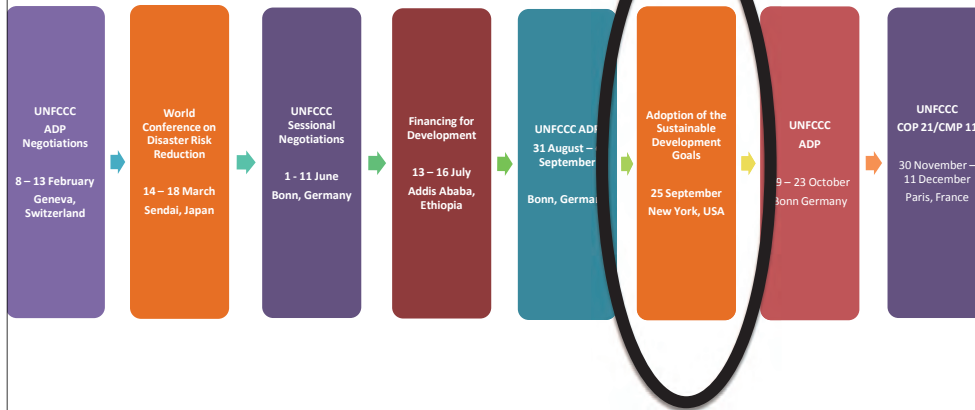 UNFCCC
ADP
Negotiations
8 – 13 February
Geneva,
Switzerland
World
Conference on
Disaster Risk
Reduction
14 – 18 March
Sendai, Japan
UNFCCC
Sessional
Negotiations
1 - 11 June
Bonn, Germany
Financing for
Development
13 – 16 July
Addis Ababa,
Ethiopia
UNFCCC ADP
31 August –
September
Bonn, German
Adoption of the
Sustainable
Development
Goals
25 September
New York, USA
UNFCCC
ADP
9 – 23 October
Bonn Germany
UNFCCC
COP 21/CMP 11
30 November –
11 December
Paris, France